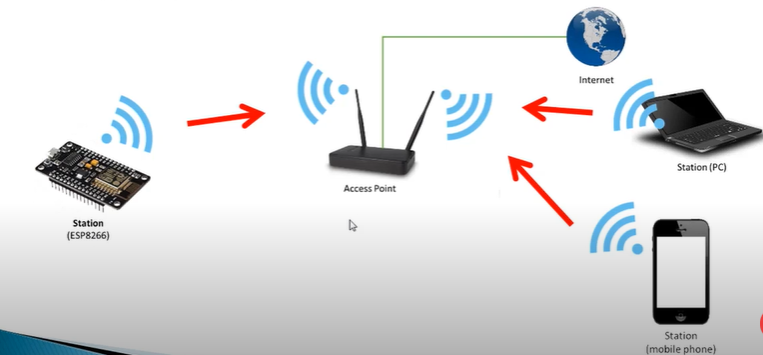 Internet
Station (PC)
Access Point
Station
(ESP8266)
Station
(mobile phone)